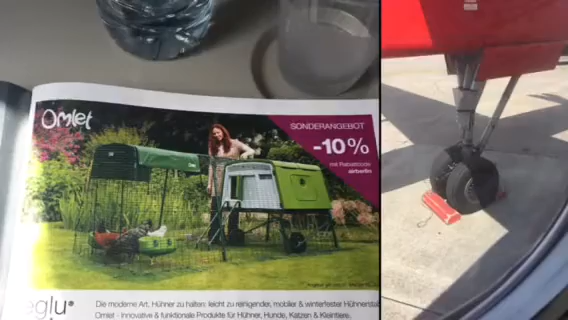 Omlet
SONDERANGEBOT
-10%
mit Rabattcode
airberlin
eglu
Die moderne Art, Hühner zu halten: leicht zu reinigender, mobiler & winterfester Hühnerstall
Omlet - Innovative & funktionale Produkte für Hühner, Hunde, Katzen & Kleintiere.